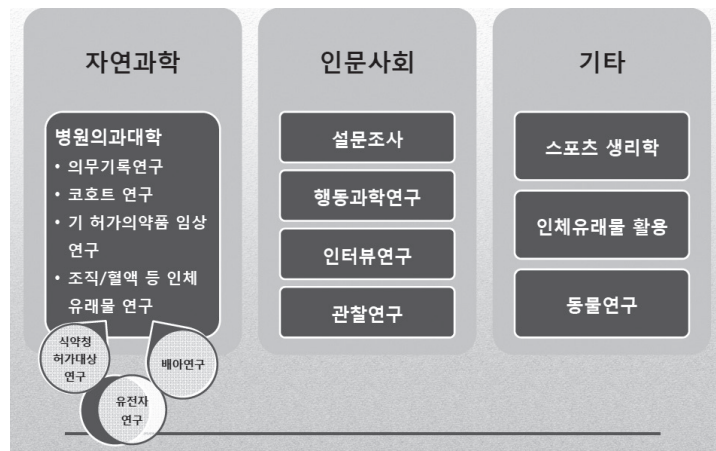 자연과학
병원의과대학
• 의무기록연구
• 코호트 연구
• 기 허가의약품 임상
연구
• 조직/혈액 등 인체
유래물 연구
식약청
허가대상
연구
배아연구
유전자
연구
인문사회
설문조사
행동과학연구
인터뷰연구
관찰연구
기타
스포츠 생리학
인체유래물 활용
동물연구